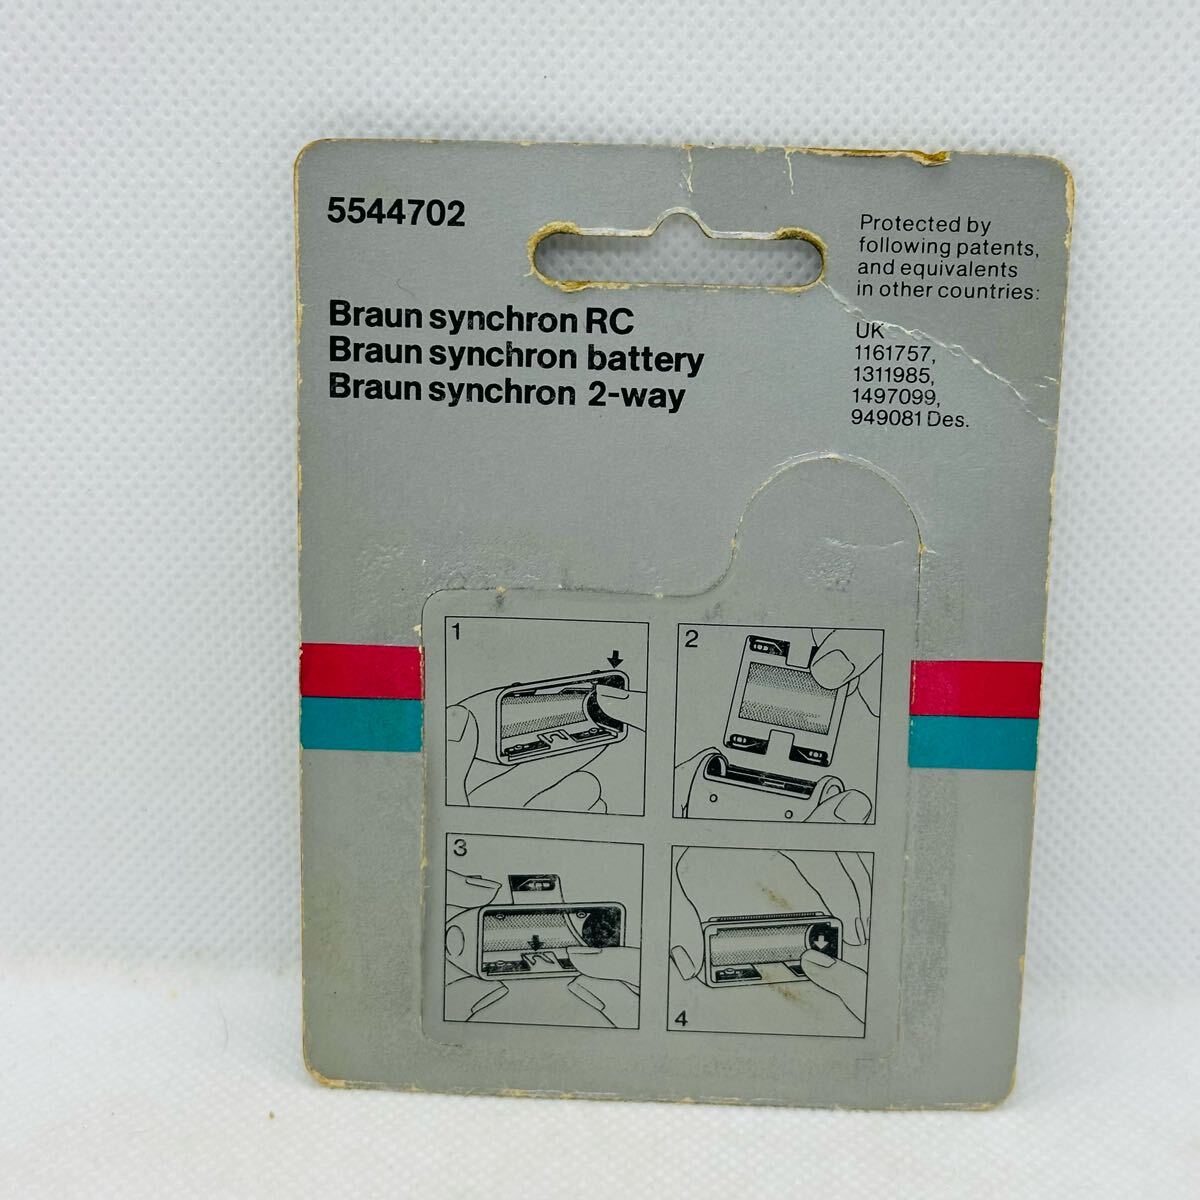 5544702
Braun synchron RC
Braun synchron battery
Braun synchron 2-way
Protected by
following patents,
and equivalents
in other countries:
UK
1161757,
1311985,
1497099,
949081 Des.
1
2
3
4